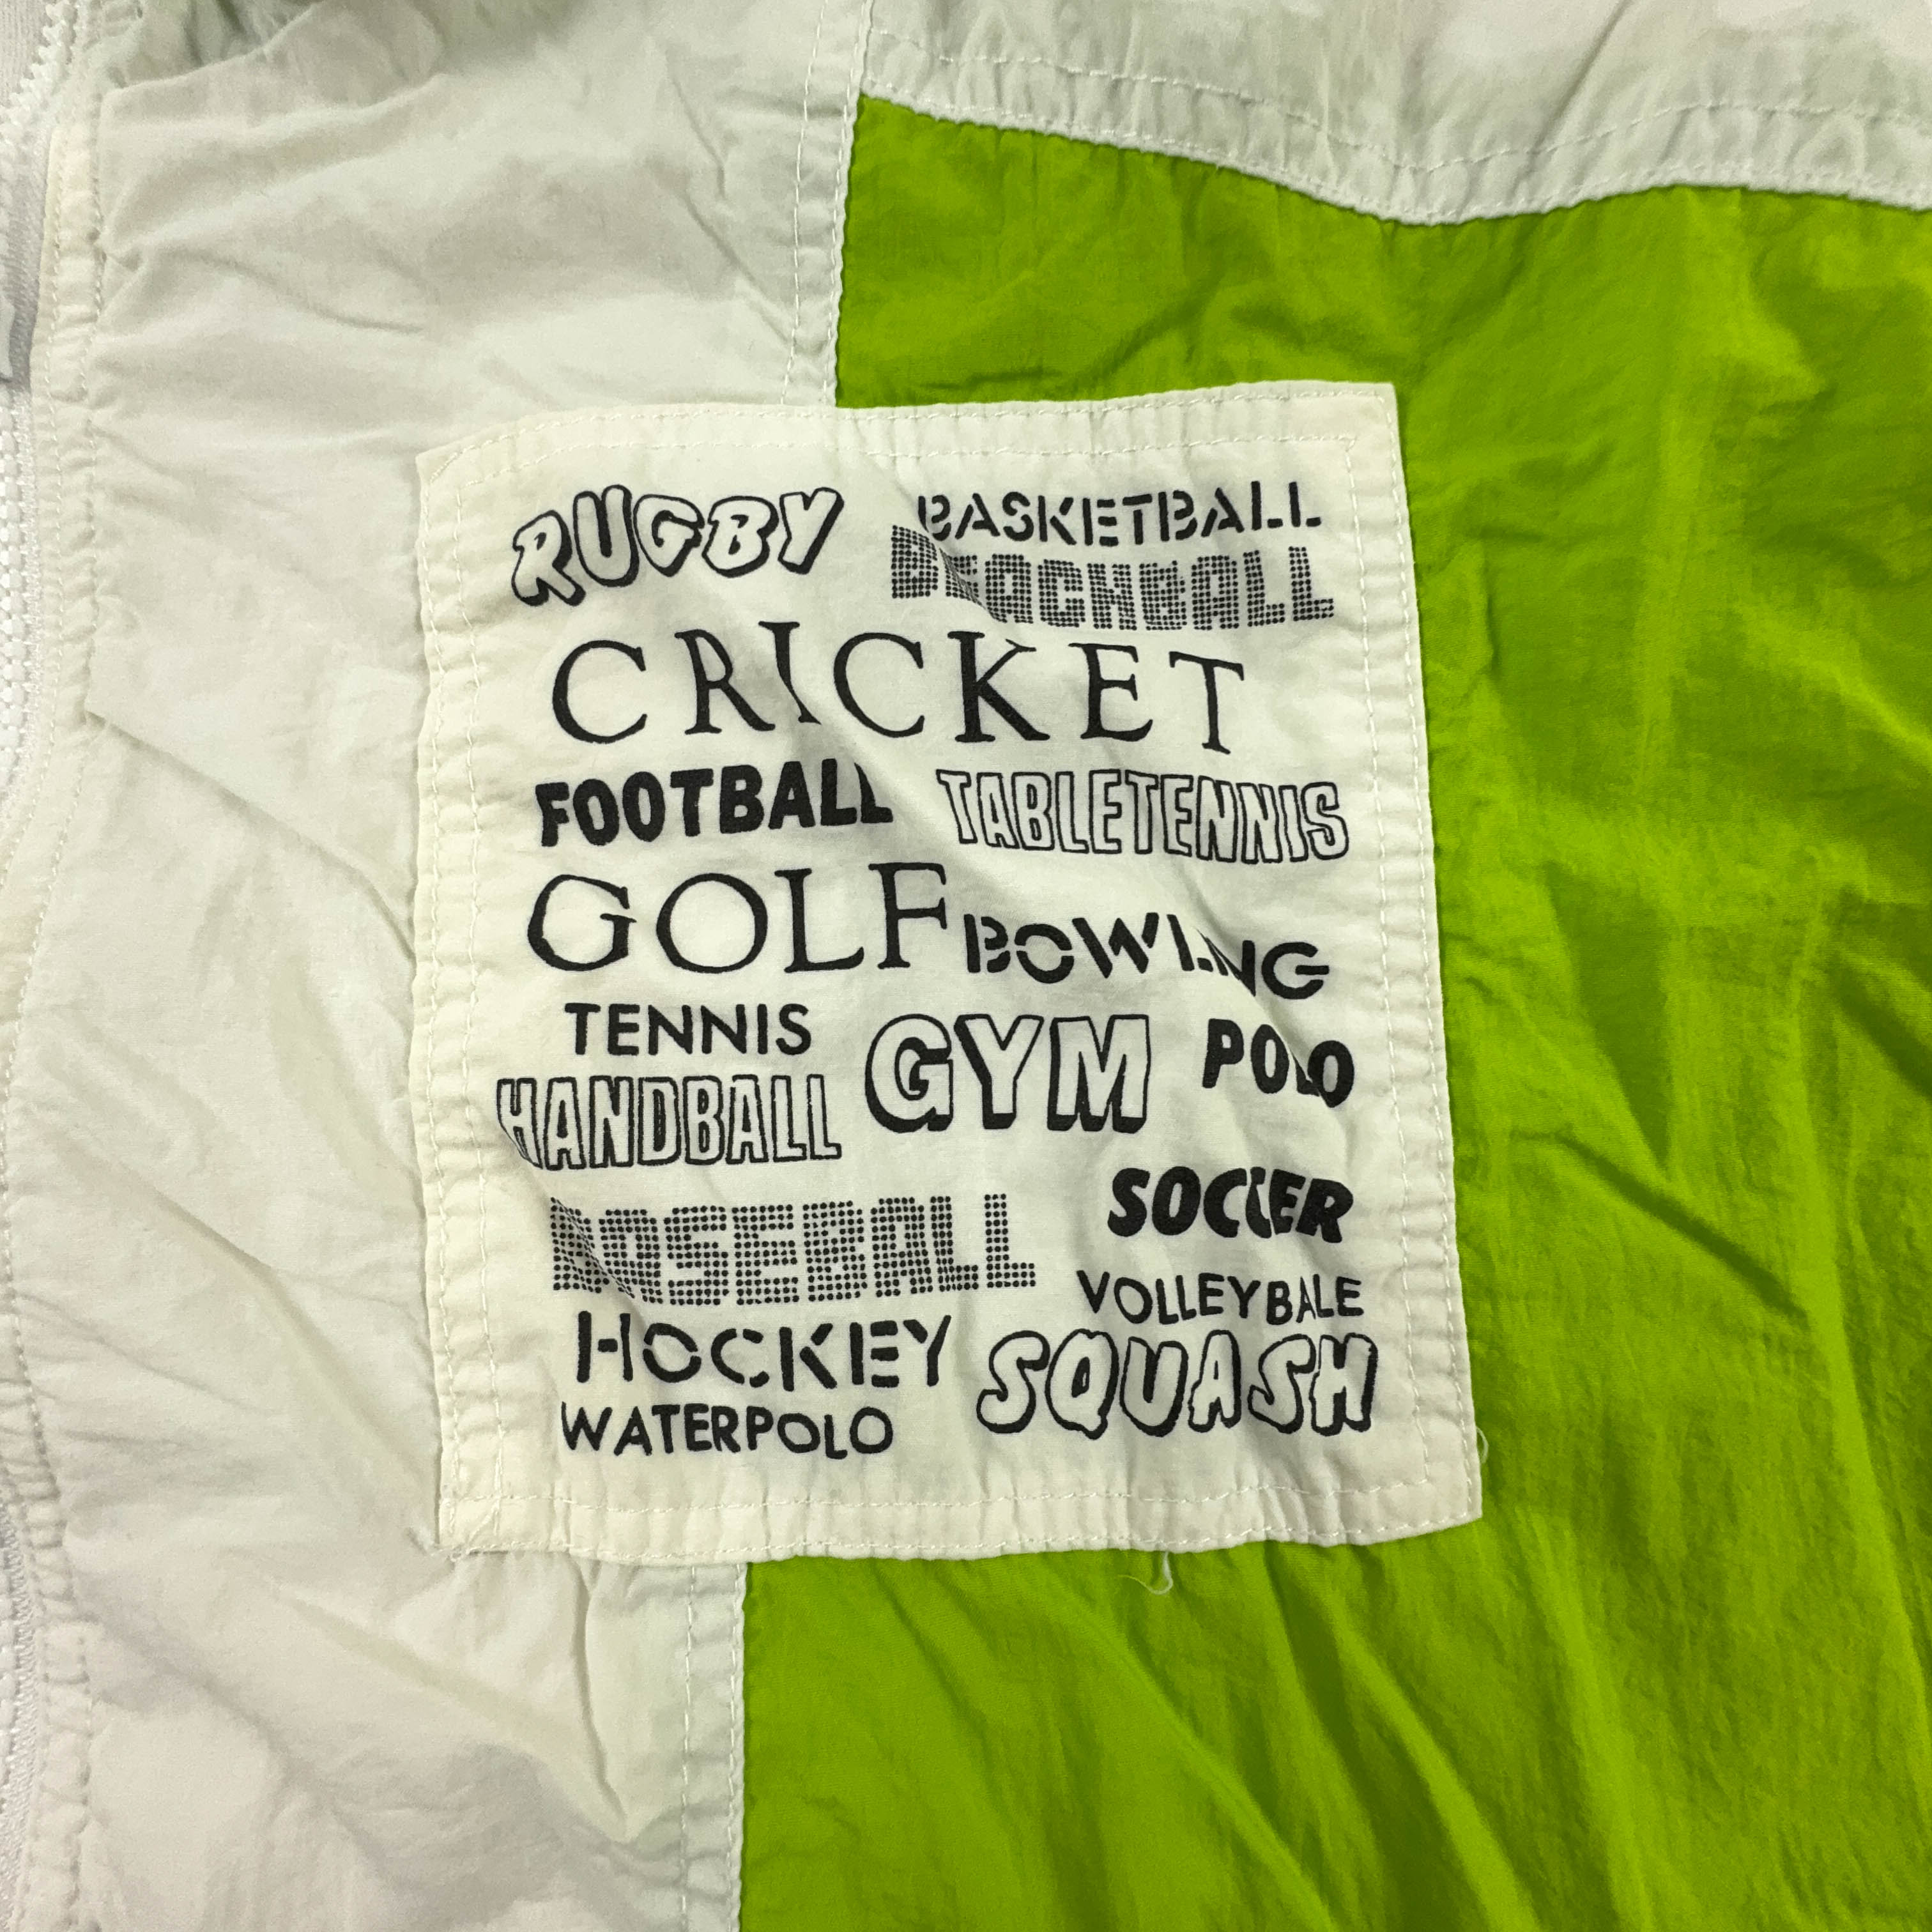 RUGBY BASKETBALL
BEACHBALL
CRICKET
FOOTBALL TABLETENNIS
GOLF BOWLING
TENNIS GYM POLO
HANDBALL
SOCCER
BASEBALL
VOLLEYBALE
HOCKEY SQUASH
WATERPOLO